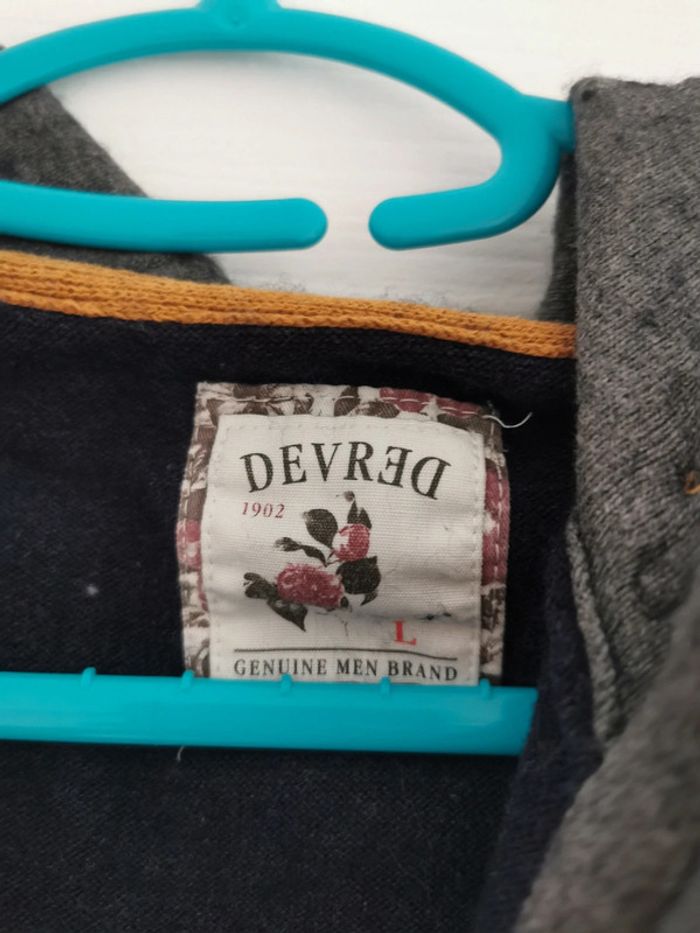 DEVRƎD
1902
L
GENUINE MEN BRAND